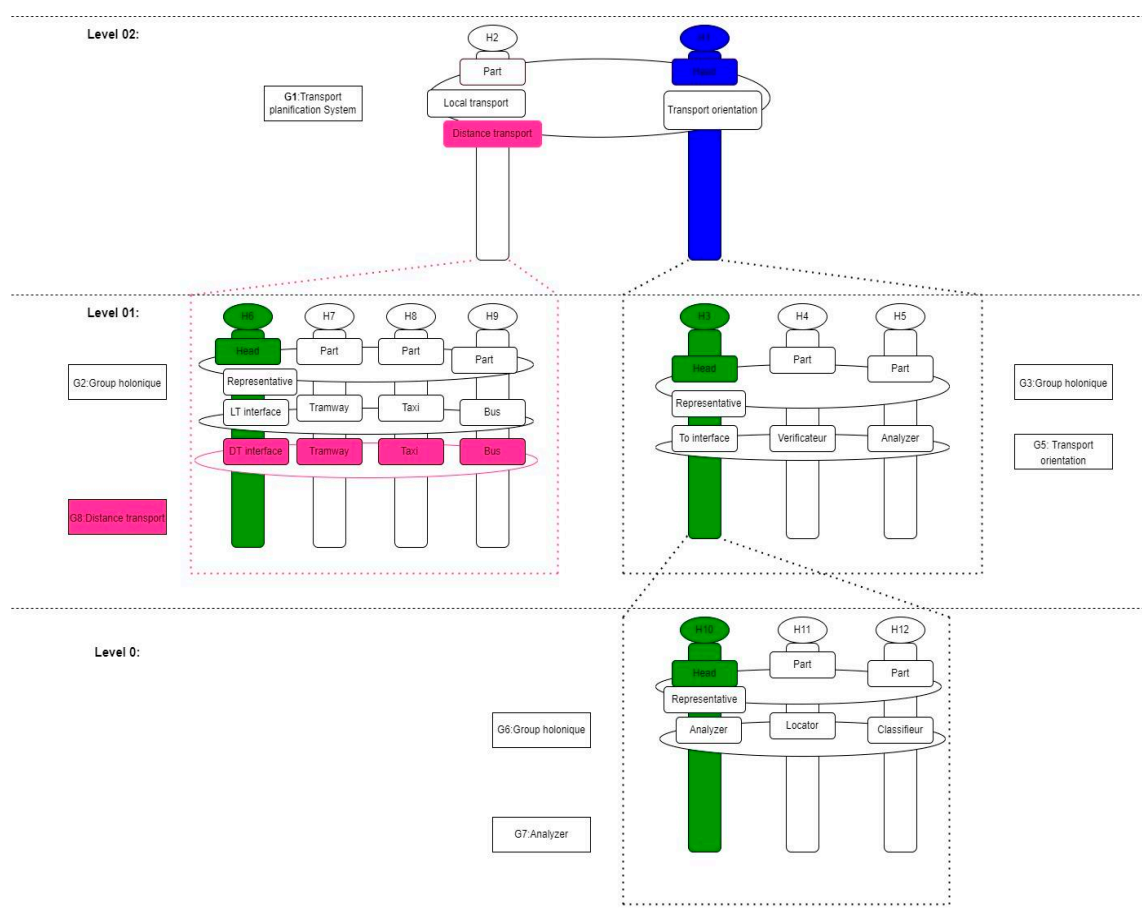 Level 02:
H2
H1
Part
Head
G1:Transport
planification System
Local transport
Transport orientation
Distance transport
Level 01:
H6
H7
H8
H9
H3
H4
H5
Head
Part
Part
Part
Head
Part
Part
G2:Group holonique
Representative
Representative
G3:Group holonique
LT interface
Tramway
Taxi
Bus
To interface
Verificateur
Analyzer
DT interface
Tramway
Taxi
Bus
G5: Transport
orientation
G8:Distance transport
Level 0:
H10
H11
H12
Head
Part
Part
Representative
G6:Group holonique
Analyzer
Locator
Classifieur
G7:Analyzer